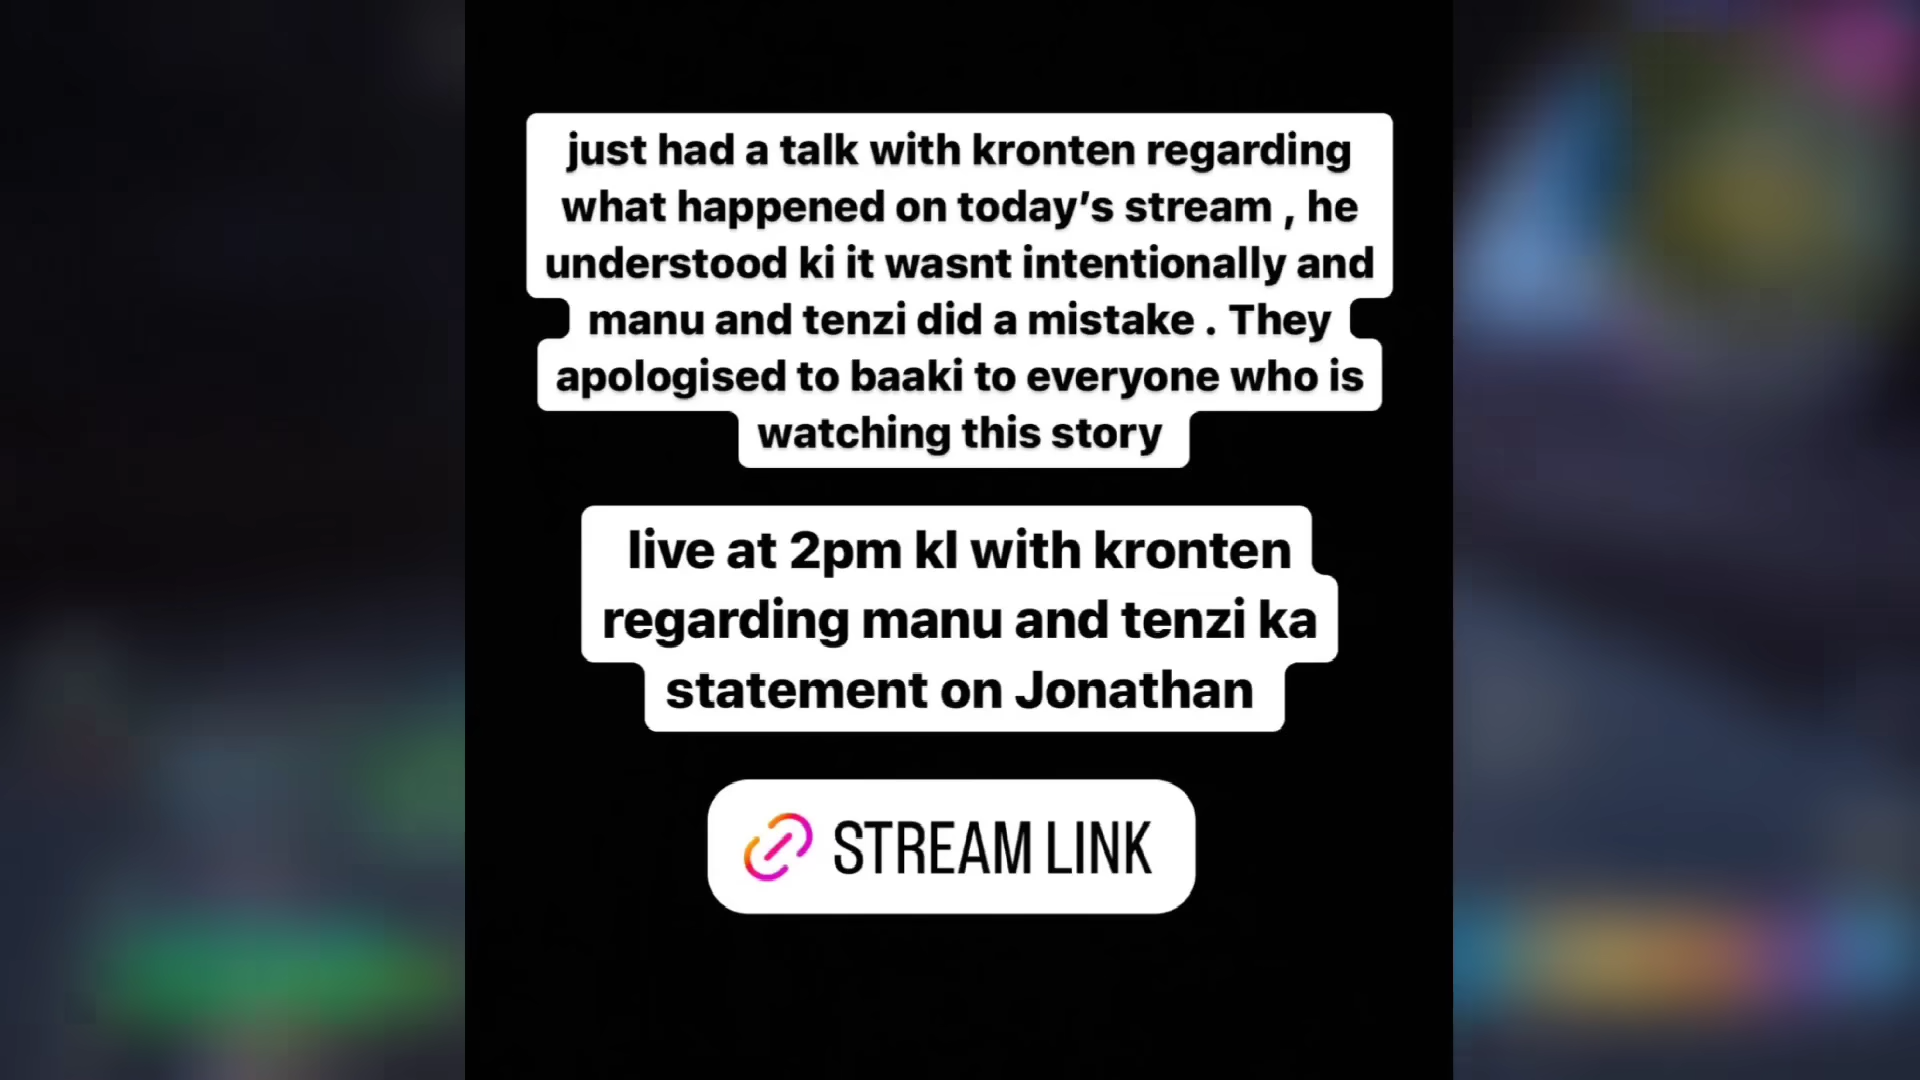 just had a talk with kronten regarding
what happened on today's stream , he
understood ki it wasnt intentionally and
manu and tenzi did a mistake . They
apologised to baaki to everyone who is
watching this story
live at 2pm kl with kronten
regarding manu and tenzi ka
statement on Jonathan
STREAM LINK